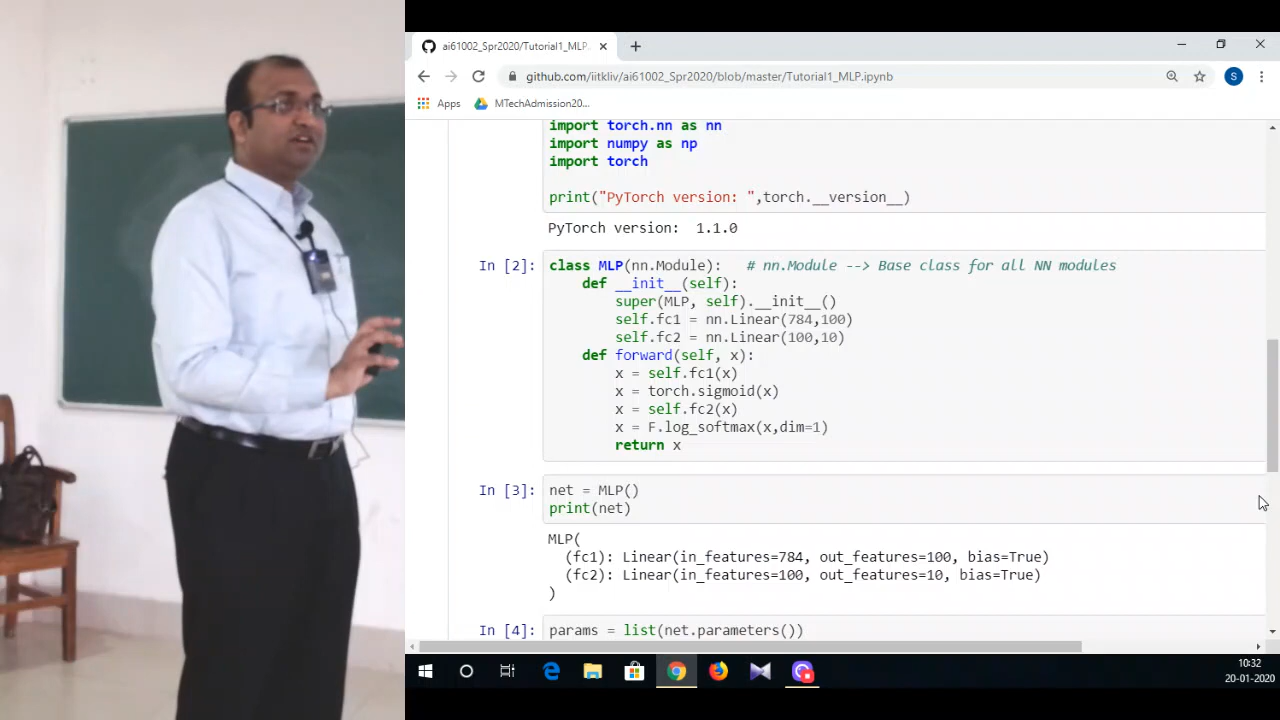 ai61002_Spr2020/Tutorial1_MLP.
github.com/iitkliv/ai61002_Spr2020/blob/master/Tutorial1_MLP.ipynb
S
Apps
MTechAdmission20...
import torch.nn as nn
import numpy as np
import torch
print("PyTorch version: ",torch.__version__)
PyTorch version:  1.1.0
In [2]:
class MLP(nn.Module):   # nn.Module --> Base class for all NN modules
    def __init__(self):
        super(MLP, self).__init__()
        self.fc1 = nn.Linear(784,100)
        self.fc2 = nn.Linear(100,10)
    def forward(self, x):
        x = self.fc1(x)
        x = torch.sigmoid(x)
        x = self.fc2(x)
        x = F.log_softmax(x,dim=1)
        return x
In [3]:
net = MLP()
print(net)
MLP(
  (fc1): Linear(in_features=784, out_features=100, bias=True)
  (fc2): Linear(in_features=100, out_features=10, bias=True)
)
In [4]:
params = list(net.parameters())
10:32
20-01-2020